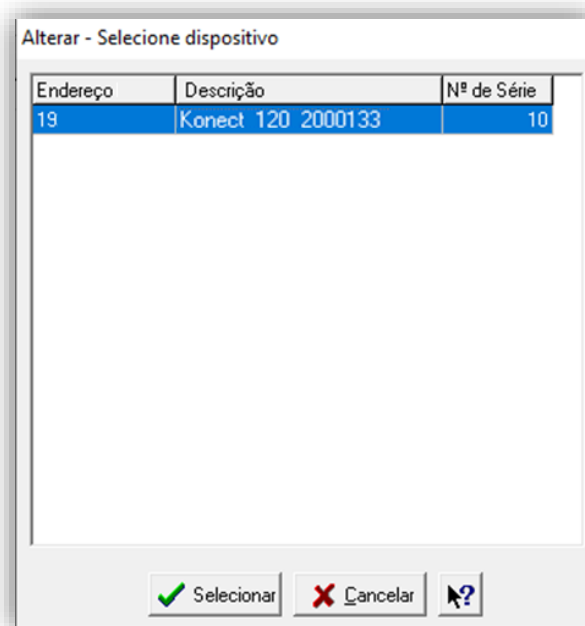 Alterar - Selecione dispositivo
Endereço Descrição Nº de Série
19 Konect 120 2000133 10
Selecionar Cancelar ?